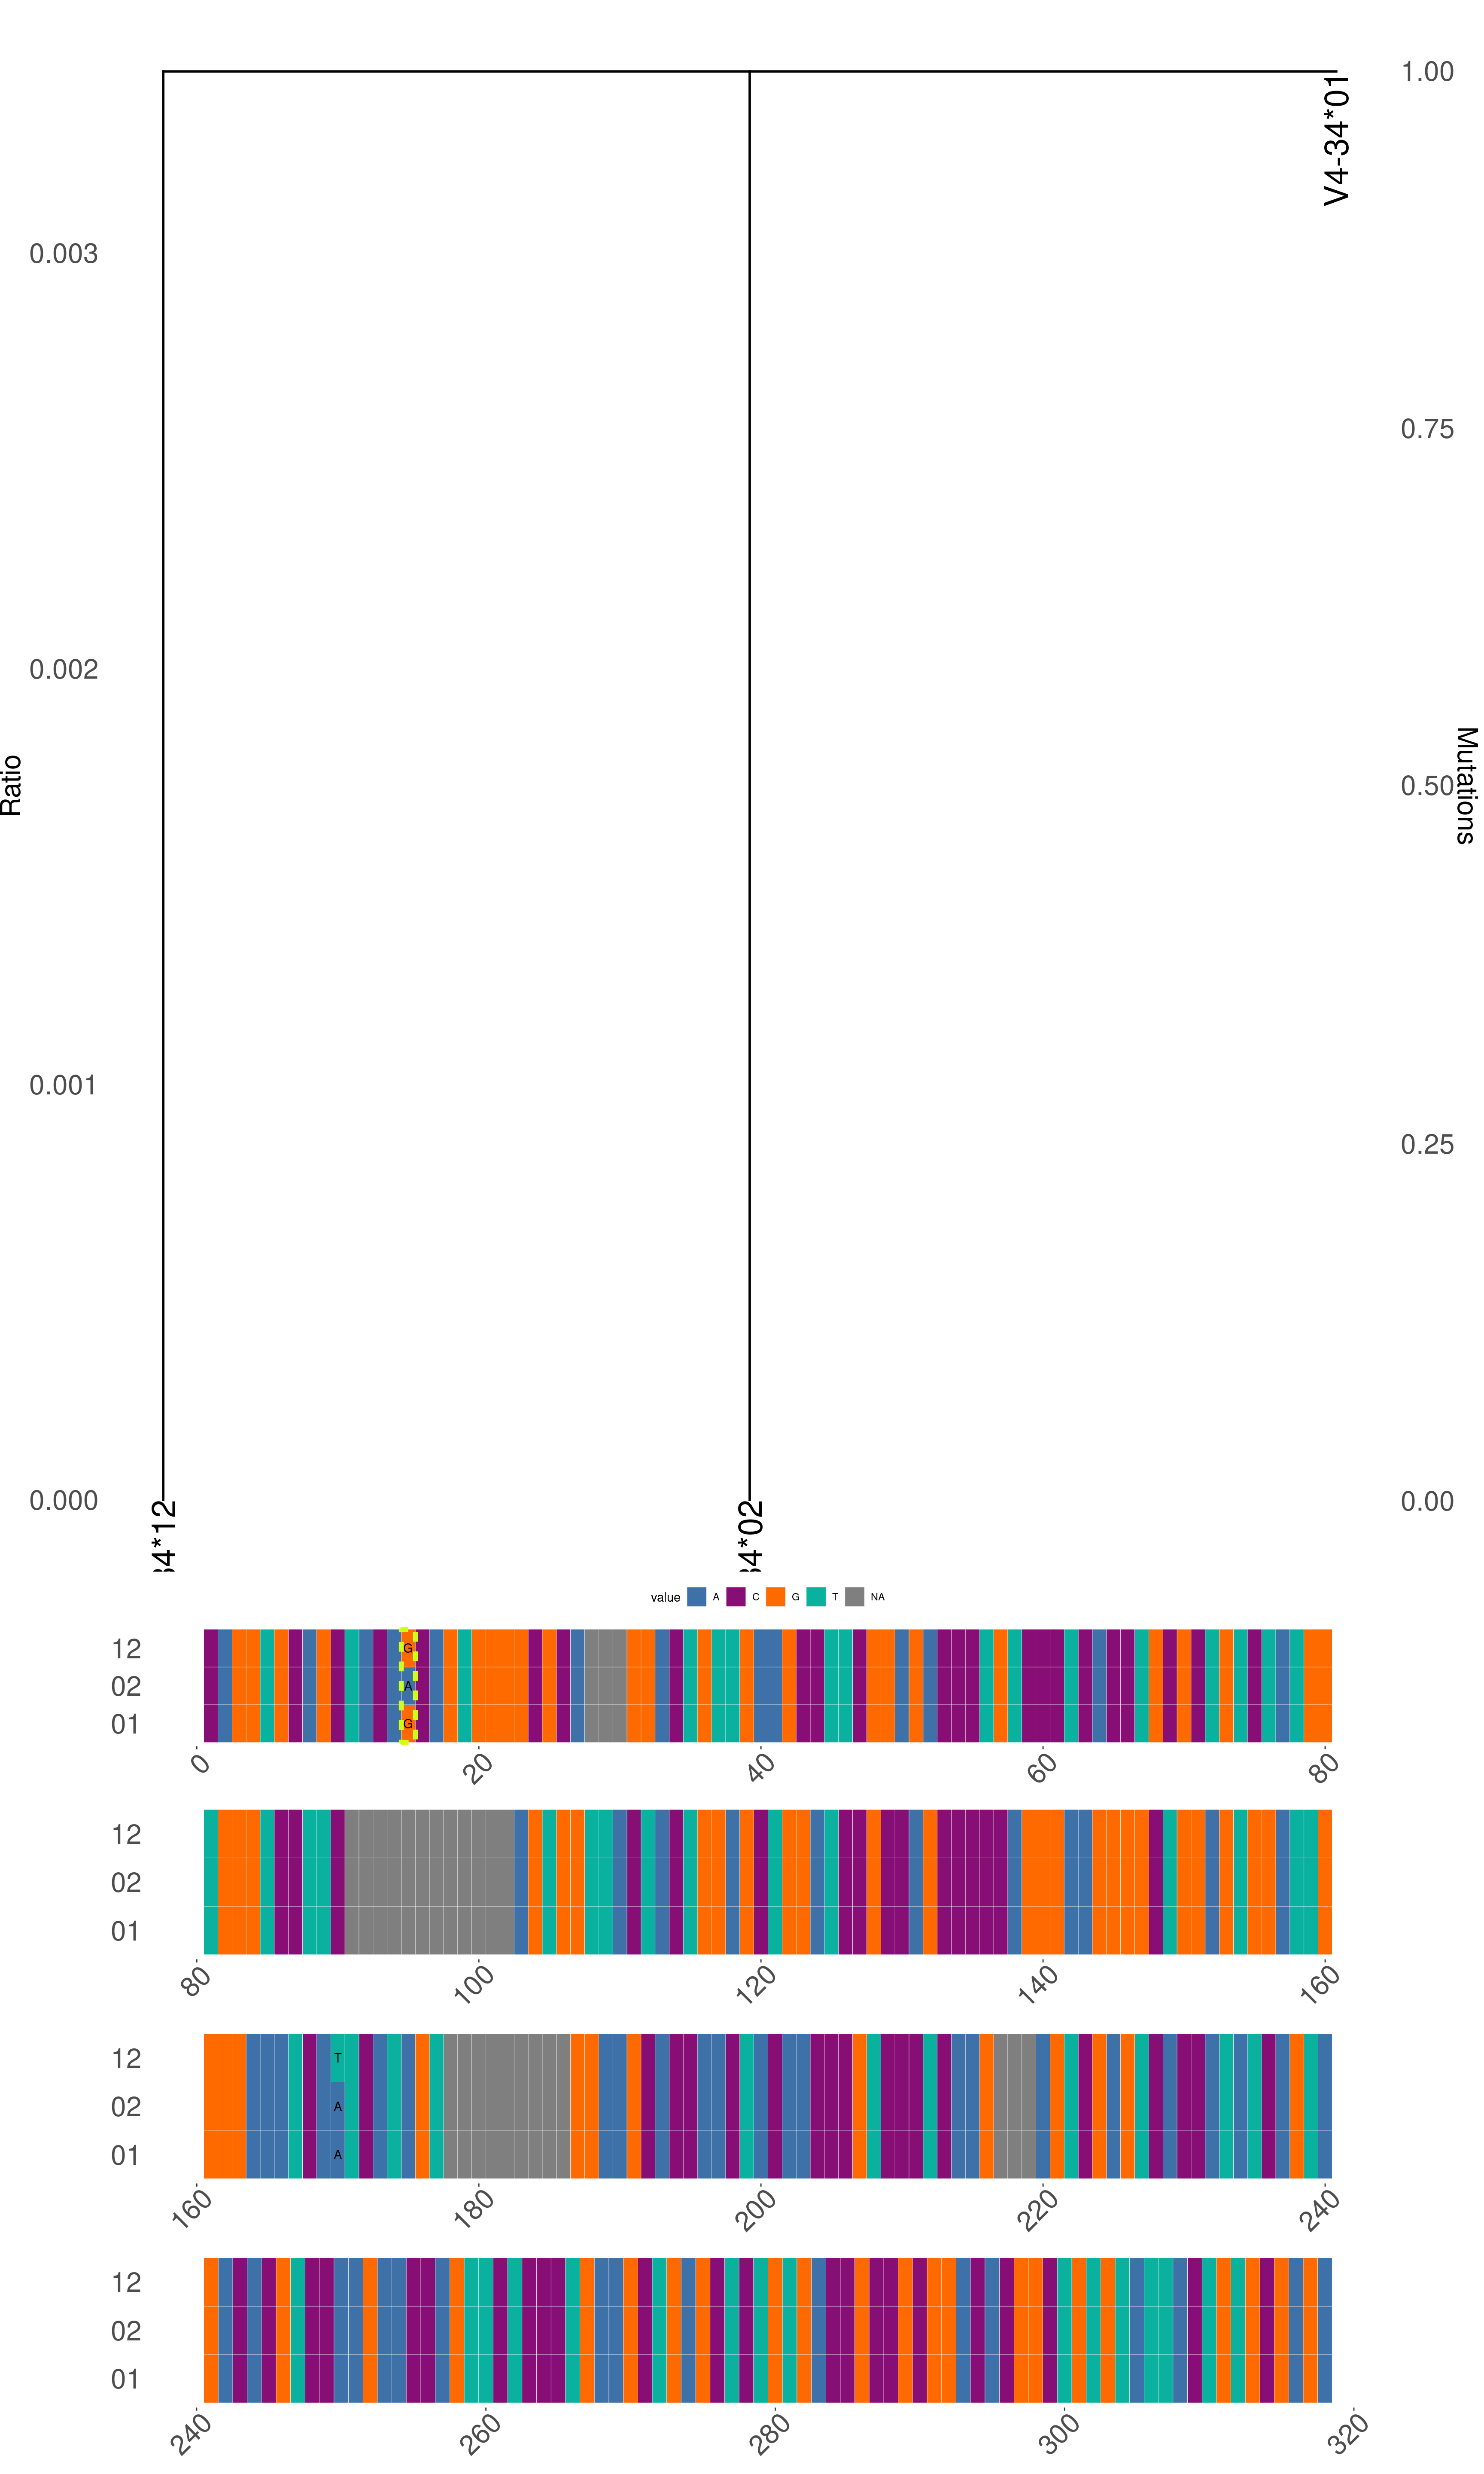 1.00
V4-34*01
0.003
0.75
0.002
Ratio
0.50
Mutations
0.001
0.25
0.000
0.00
34*12
34*02
value A C G T NA
12 G
02 A
01 G
0 20 40 60 80
12
02
01
80 100 120 140 160
12 T
02 A
01 A
160 180 200 220 240
12
02
01
240 260 280 300 320